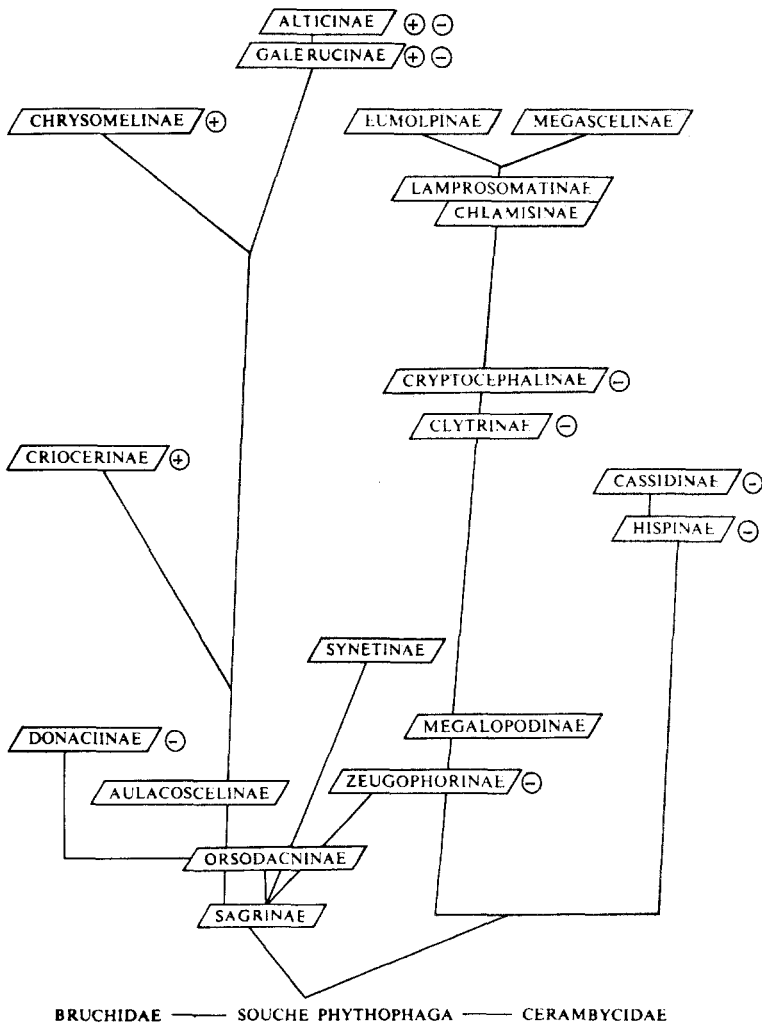 ALTICINAE ⊕ ⊖
GALERUCINAE ⊕ ⊖
CHRYSOMELINAE ⊕
EUMOLPINAE
MEGASCELINAE
LAMPROSOMATINAE
CHLAMISINAE
CRYPTOCEPHALINAE ⊖
CLYTRINAE ⊖
CRIOCERINAE ⊕
CASSIDINAE ⊖
HISPINAE ⊖
SYNETINAE
MEGALOPODINAE
DONACIINAE ⊖
ZEUGOPHORINAE ⊖
AULACOSCELINAE
ORSODACNINAE
SAGRINAE
BRUCHIDAE — SOUCHE PHYTHOPHAGA — CERAMBYCIDAE